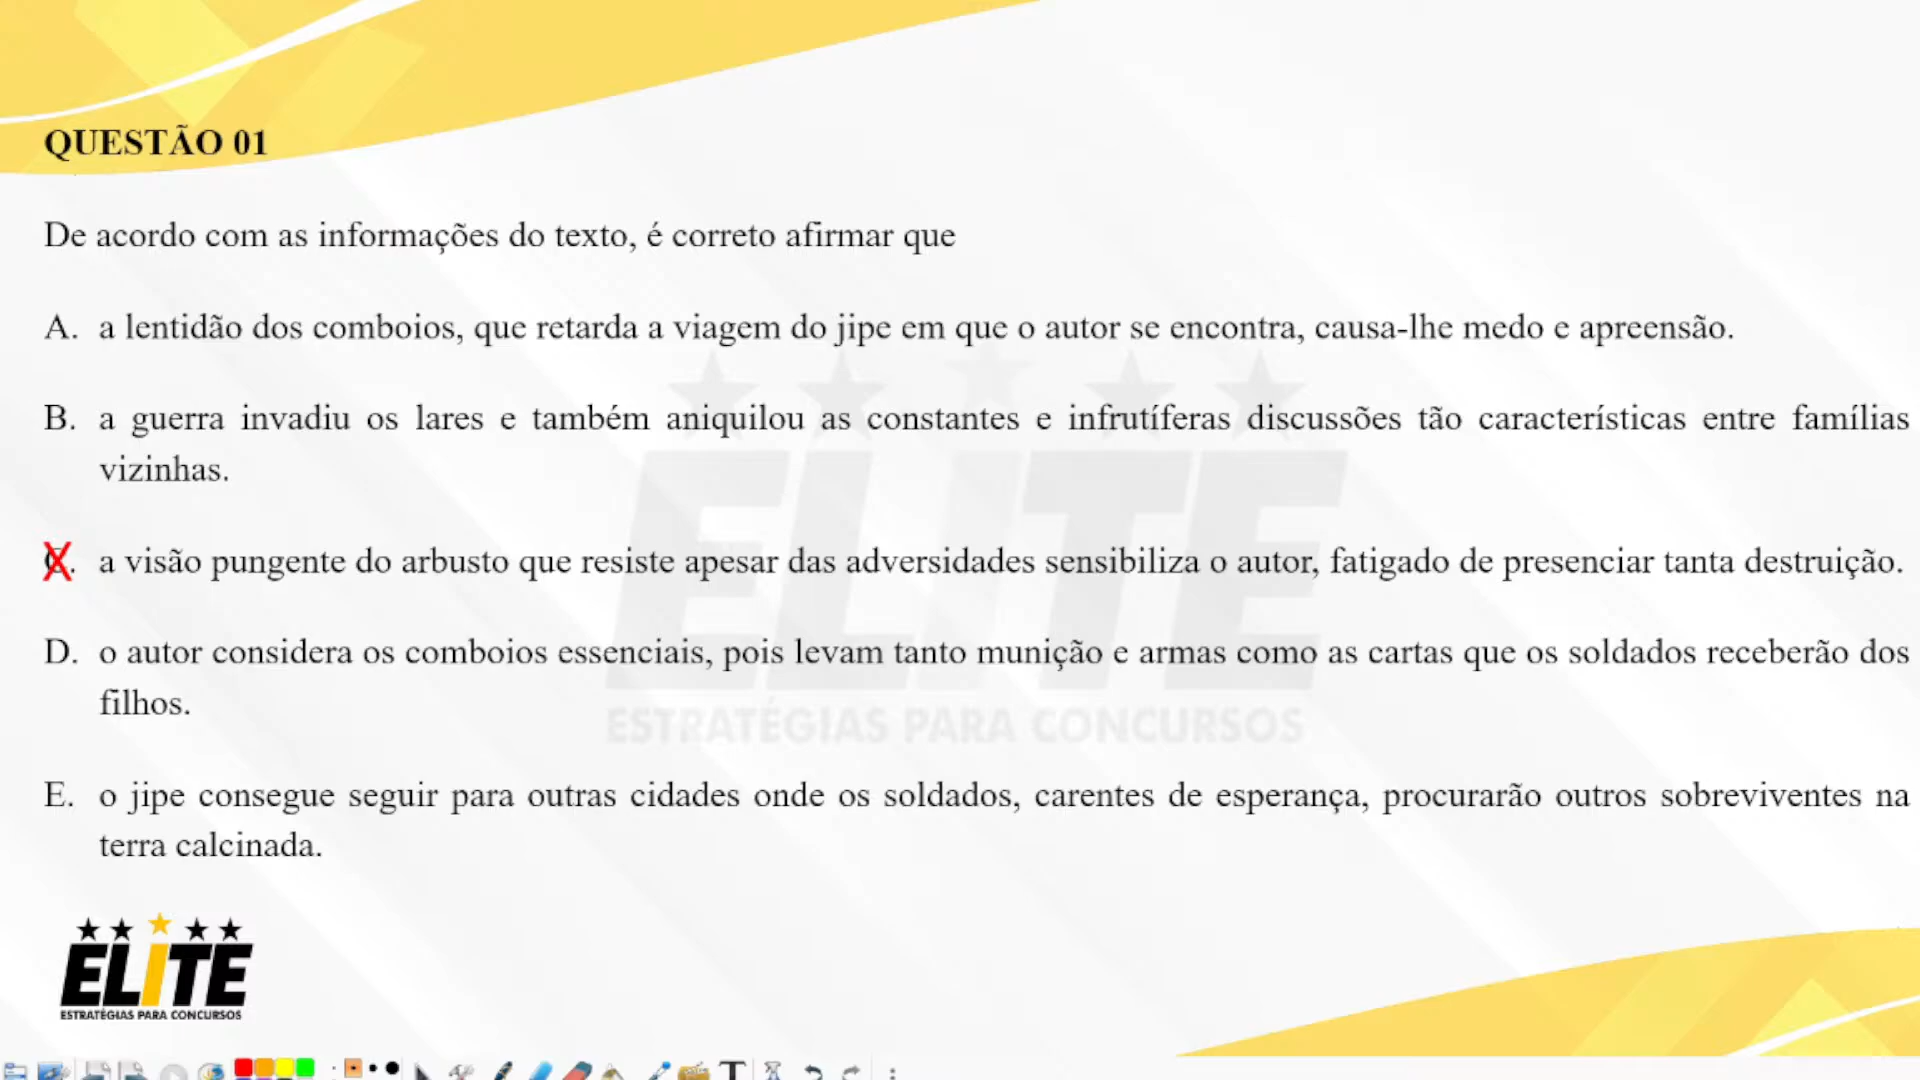 QUESTÃO 01
De acordo com as informações do texto, é correto afirmar que
A. a lentidão dos comboios, que retarda a viagem do jipe em que o autor se encontra, causa-lhe medo e apreensão.
B. a guerra invadiu os lares e também aniquilou as constantes e infrutíferas discussões tão características entre famílias
vizinhas.
C. a visão pungente do arbusto que resiste apesar das adversidades sensibiliza o autor, fatigado de presenciar tanta destruição.
D. o autor considera os comboios essenciais, pois levam tanto munição e armas como as cartas que os soldados receberão dos
filhos.
E. o jipe consegue seguir para outras cidades onde os soldados, carentes de esperança, procurarão outros sobreviventes na
terra calcinada.
ELITE
ESTRATÉGIAS PARA CONCURSOS
ELITE
ESTRATÉGIAS PARA CONCURSOS